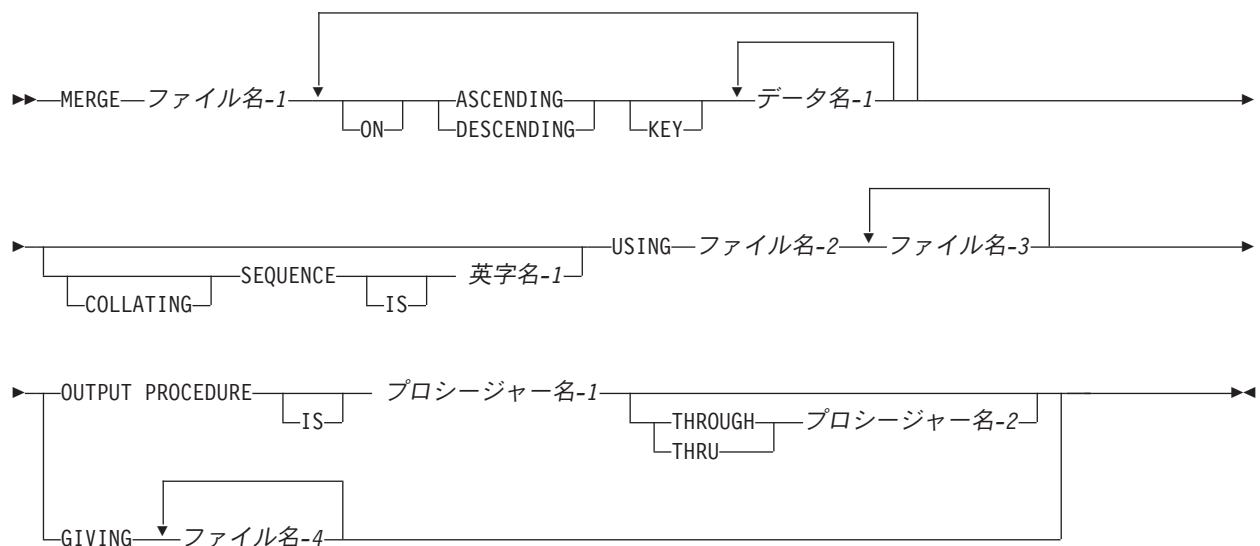 MERGE ファイル名-1 ASCENDING データ名-1
ON DESCENDING KEY
USING ファイル名-2 ファイル名-3
SEQUENCE 英字名-1
COLLATING IS
OUTPUT PROCEDURE プロシージャー名-1
IS THROUGH プロシージャー名-2
THRU
GIVING ファイル名-4